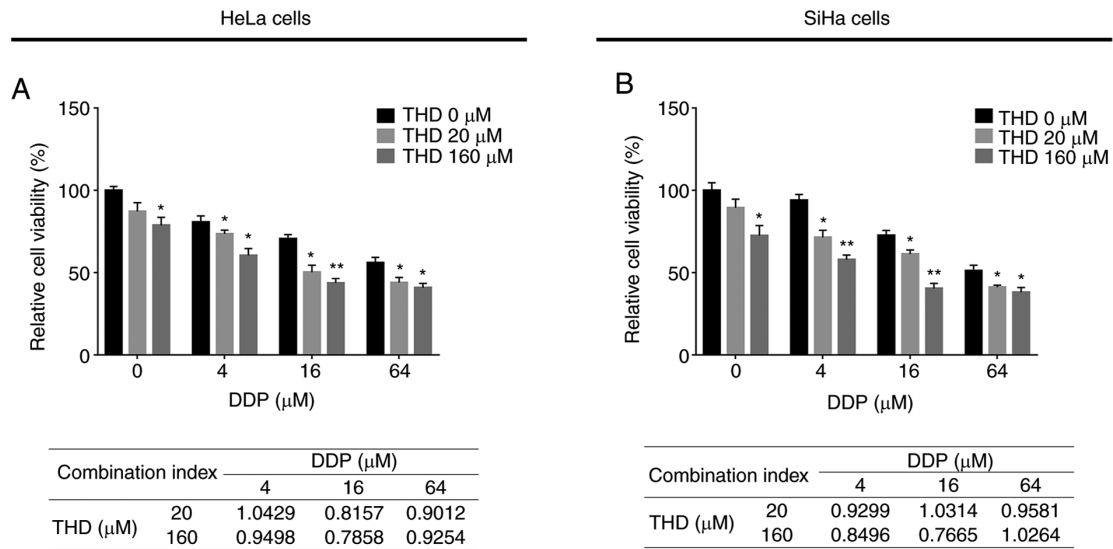 HeLa cells
SiHa cells
A
150
100
50
0
Relative cell viability (%)
THD 0 μM
THD 20 μM
THD 160 μM
*
* *
* **
* *
0 4 16 64
DDP (μM)
Combination index
DDP (μM)
4 16 64
THD (μM)
20 1.0429 0.8157 0.9012
160 0.9498 0.7858 0.9254
B
150
100
50
0
Relative cell viability (%)
THD 0 μM
THD 20 μM
THD 160 μM
*
* **
* **
* *
0 4 16 64
DDP (μM)
Combination index
DDP (μM)
4 16 64
THD (μM)
20 0.9299 1.0314 0.9581
160 0.8496 0.7665 1.0264